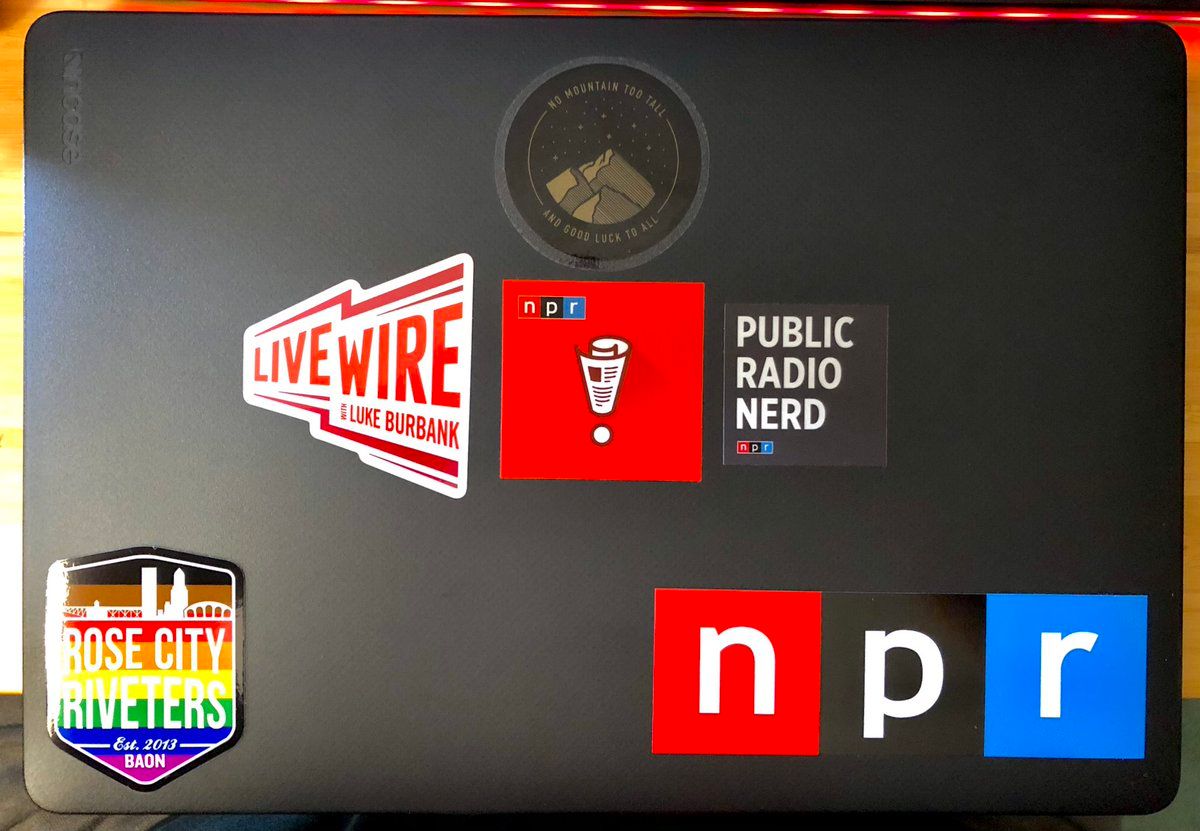 incase
NO MOUNTAIN TOO TALL
AND GOOD LUCK TO ALL
LIVE WIRE
WITH LUKE BURBANK
npr
PUBLIC
RADIO
NERD
npr
ROSE CITY
RIVETERS
Est. 2013
BAON
npr